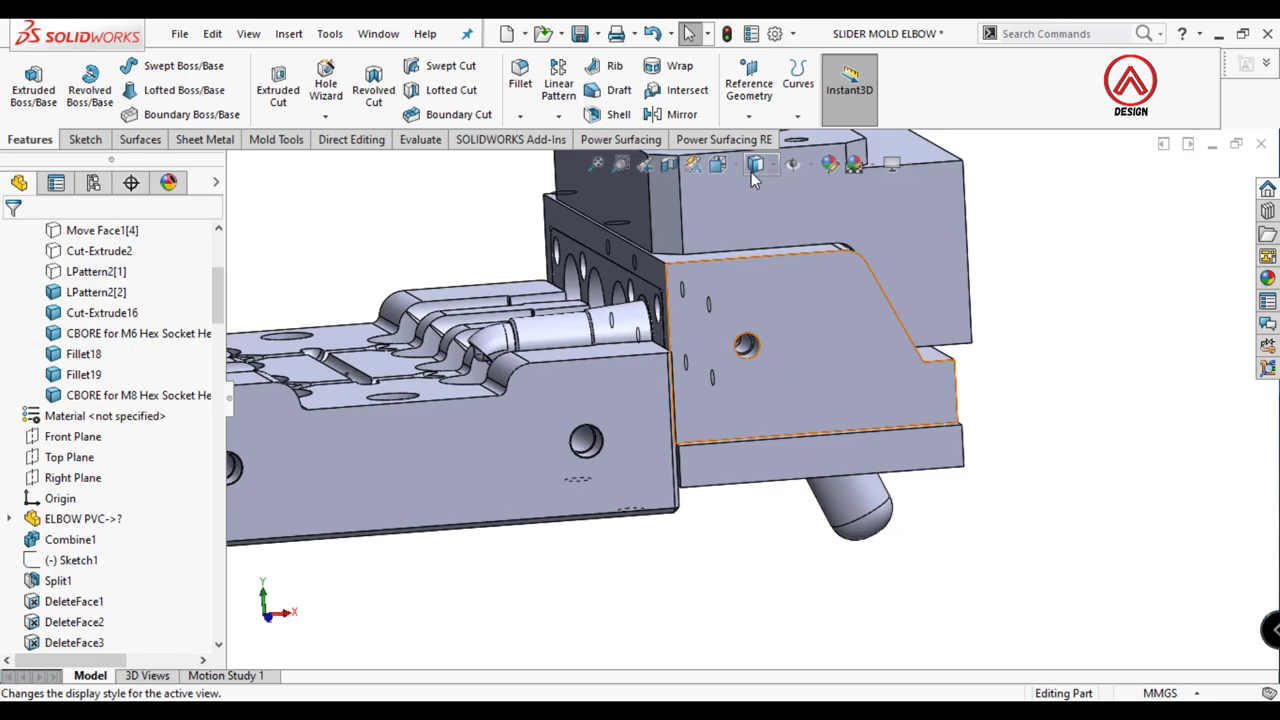 SOLIDWORKS
File Edit View Insert Tools Window Help
SLIDER MOLD ELBOW *
Search Commands
Extruded Boss/Base
Revolved Boss/Base
Swept Boss/Base
Lofted Boss/Base
Boundary Boss/Base
Extruded Cut
Hole Wizard
Revolved Cut
Swept Cut
Lofted Cut
Boundary Cut
Fillet
Linear Pattern
Rib
Draft
Shell
Wrap
Intersect
Mirror
Reference Geometry
Curves
Instant3D
DESIGN
Features Sketch Surfaces Sheet Metal Mold Tools Direct Editing Evaluate SOLIDWORKS Add-Ins Power Surfacing Power Surfacing RE
Move Face1[4]
Cut-Extrude2
LPattern2[1]
LPattern2[2]
Cut-Extrude16
CBORE for M6 Hex Socket He
Fillet18
Fillet19
CBORE for M8 Hex Socket He
Material <not specified>
Front Plane
Top Plane
Right Plane
Origin
ELBOW PVC->?
Combine1
(-) Sketch1
Split1
DeleteFace1
DeleteFace2
DeleteFace3
Y
X
Model 3D Views Motion Study 1
Changes the display style for the active view.
Editing Part
MMGS